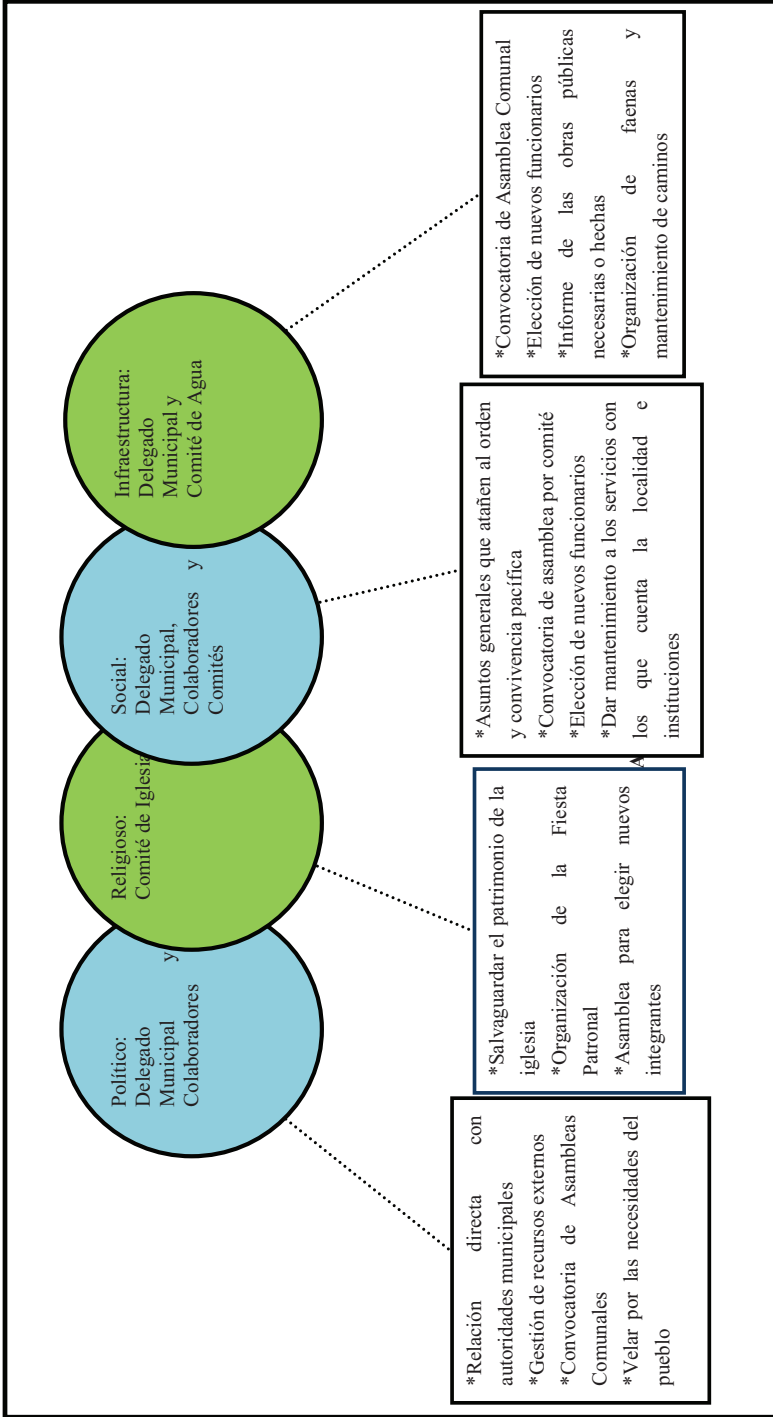 Político:
Delegado
Municipal y
Colaboradores
Religioso:
Comité de Iglesia
Social:
Delegado
Municipal,
Colaboradores y
Comités
Infraestructura:
Delegado
Municipal y
Comité de Agua
*Relación directa con
autoridades municipales
*Gestión de recursos externos
*Convocatoria de Asambleas
Comunales
*Velar por las necesidades del
pueblo
*Salvaguardar el patrimonio de la
iglesia
*Organización de la Fiesta
Patronal
*Asamblea para elegir nuevos
integrantes
A
*Asuntos generales que atañen al orden
y convivencia pacífica
*Convocatoria de asamblea por comité
*Elección de nuevos funcionarios
*Dar mantenimiento a los servicios con
los que cuenta la localidad e
instituciones
*Convocatoria de Asamblea Comunal
*Elección de nuevos funcionarios
*Informe de las obras públicas
necesarias o hechas
*Organización de faenas y
mantenimiento de caminos